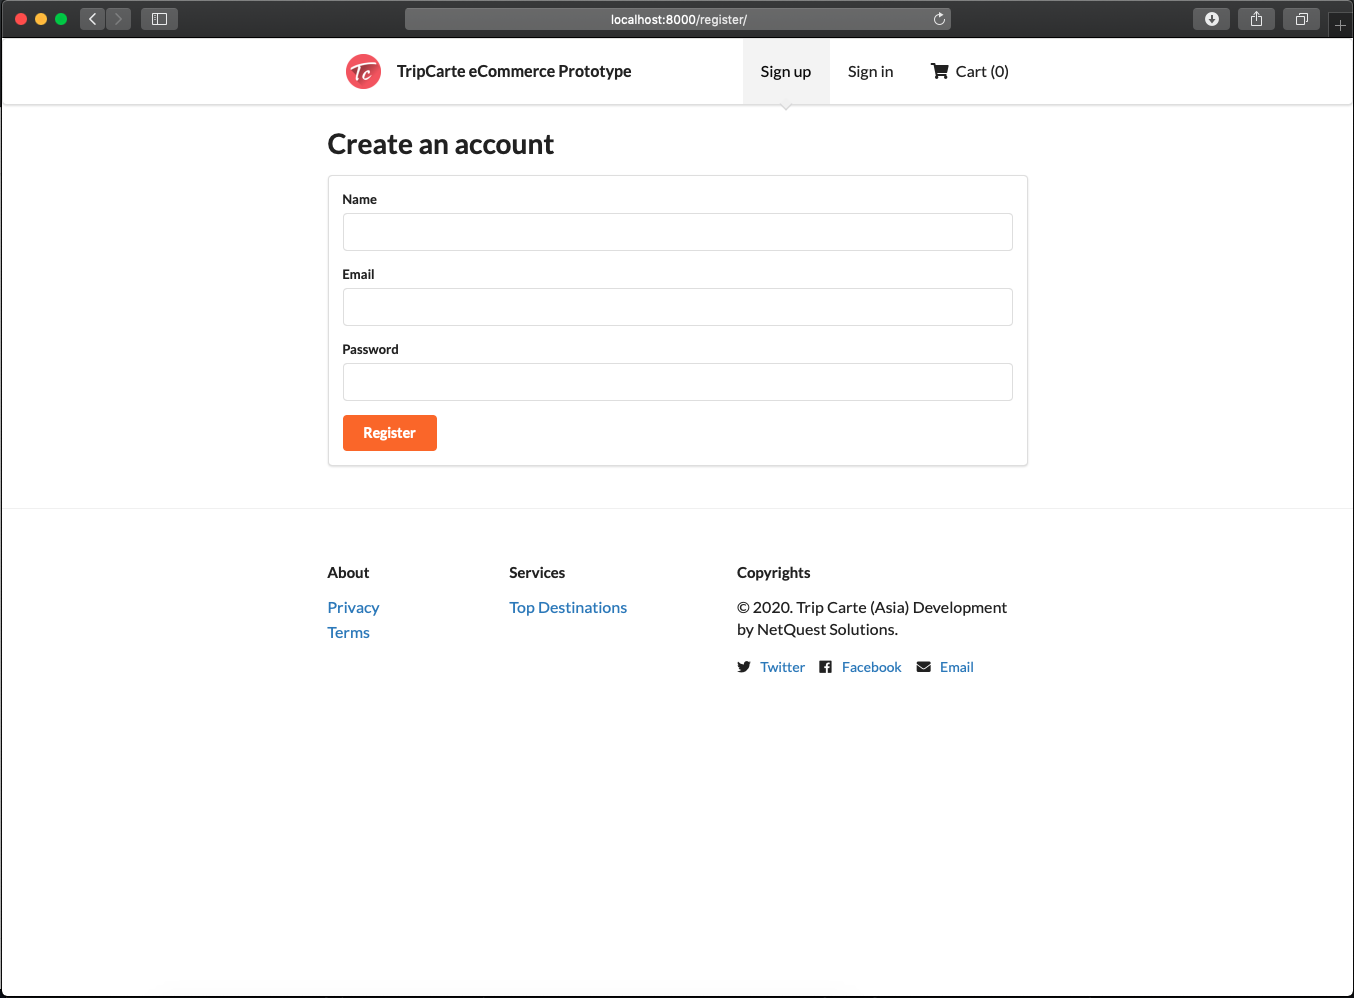 localhost:8000/register/
Tc TripCarte eCommerce Prototype Sign up Sign in Cart (0)
Create an account
Name
Email
Password
Register
About
Privacy
Terms
Services
Top Destinations
Copyrights
© 2020. Trip Carte (Asia) Development
by NetQuest Solutions.
Twitter Facebook Email